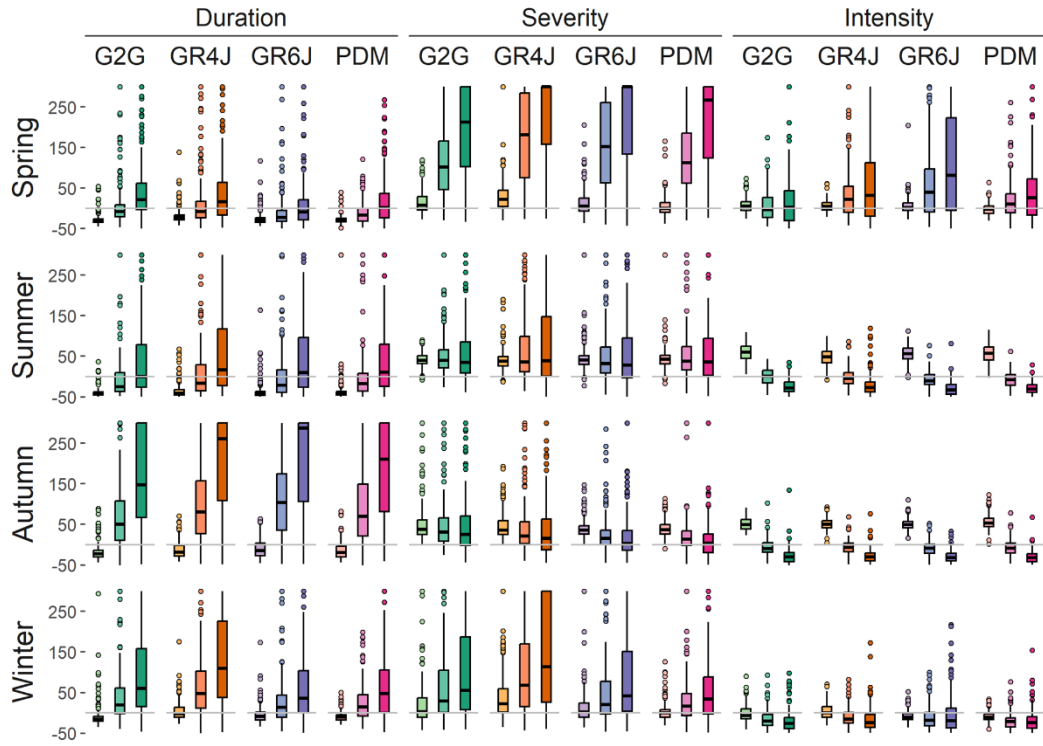 Duration Severity Intensity
G2G GR4J GR6J PDM G2G GR4J GR6J PDM G2G GR4J GR6J PDM
Spring
250
150
50
-50
Summer
250
150
50
-50
Autumn
250
150
50
-50
Winter
250
150
50
-50